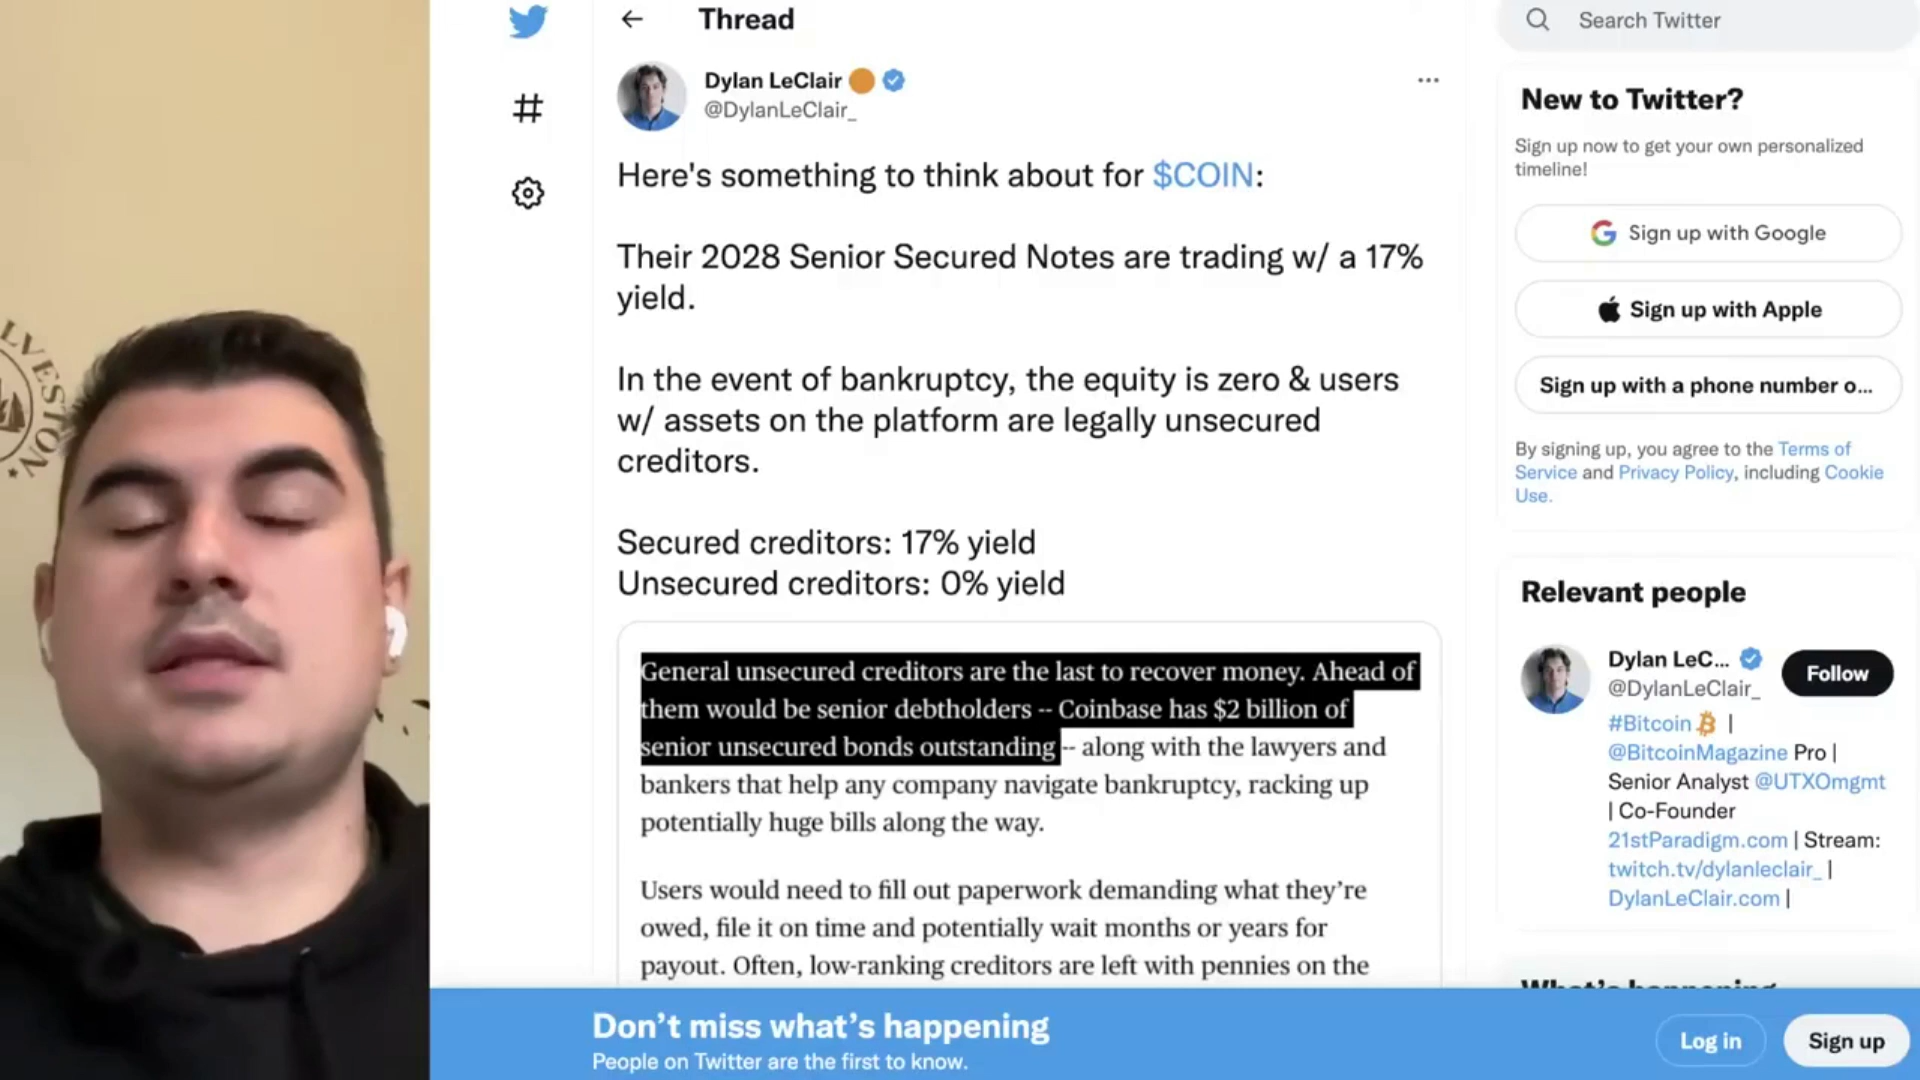 LVESTON
Thread
Dylan LeClair
@DylanLeClair_
Here's something to think about for $COIN:
Their 2028 Senior Secured Notes are trading w/ a 17%
yield.
In the event of bankruptcy, the equity is zero & users
w/ assets on the platform are legally unsecured
creditors.
Secured creditors: 17% yield
Unsecured creditors: 0% yield
General unsecured creditors are the last to recover money. Ahead of
them would be senior debtholders -- Coinbase has $2 billion of
senior unsecured bonds outstanding -- along with the lawyers and
bankers that help any company navigate bankruptcy, racking up
potentially huge bills along the way.
Users would need to fill out paperwork demanding what they're
owed, file it on time and potentially wait months or years for
payout. Often, low-ranking creditors are left with pennies on the
Search Twitter
New to Twitter?
Sign up now to get your own personalized
timeline!
Sign up with Google
Sign up with Apple
Sign up with a phone number o...
By signing up, you agree to the Terms of
Service and Privacy Policy, including Cookie
Use.
Relevant people
Dylan LeC...
@DylanLeClair_
Follow
#Bitcoin |
@BitcoinMagazine Pro |
Senior Analyst @UTXOmgmt
| Co-Founder
21stParadigm.com | Stream:
twitch.tv/dylanleclair_ |
DylanLeClair.com |
What's happening
Don't miss what's happening
People on Twitter are the first to know.
Log in
Sign up